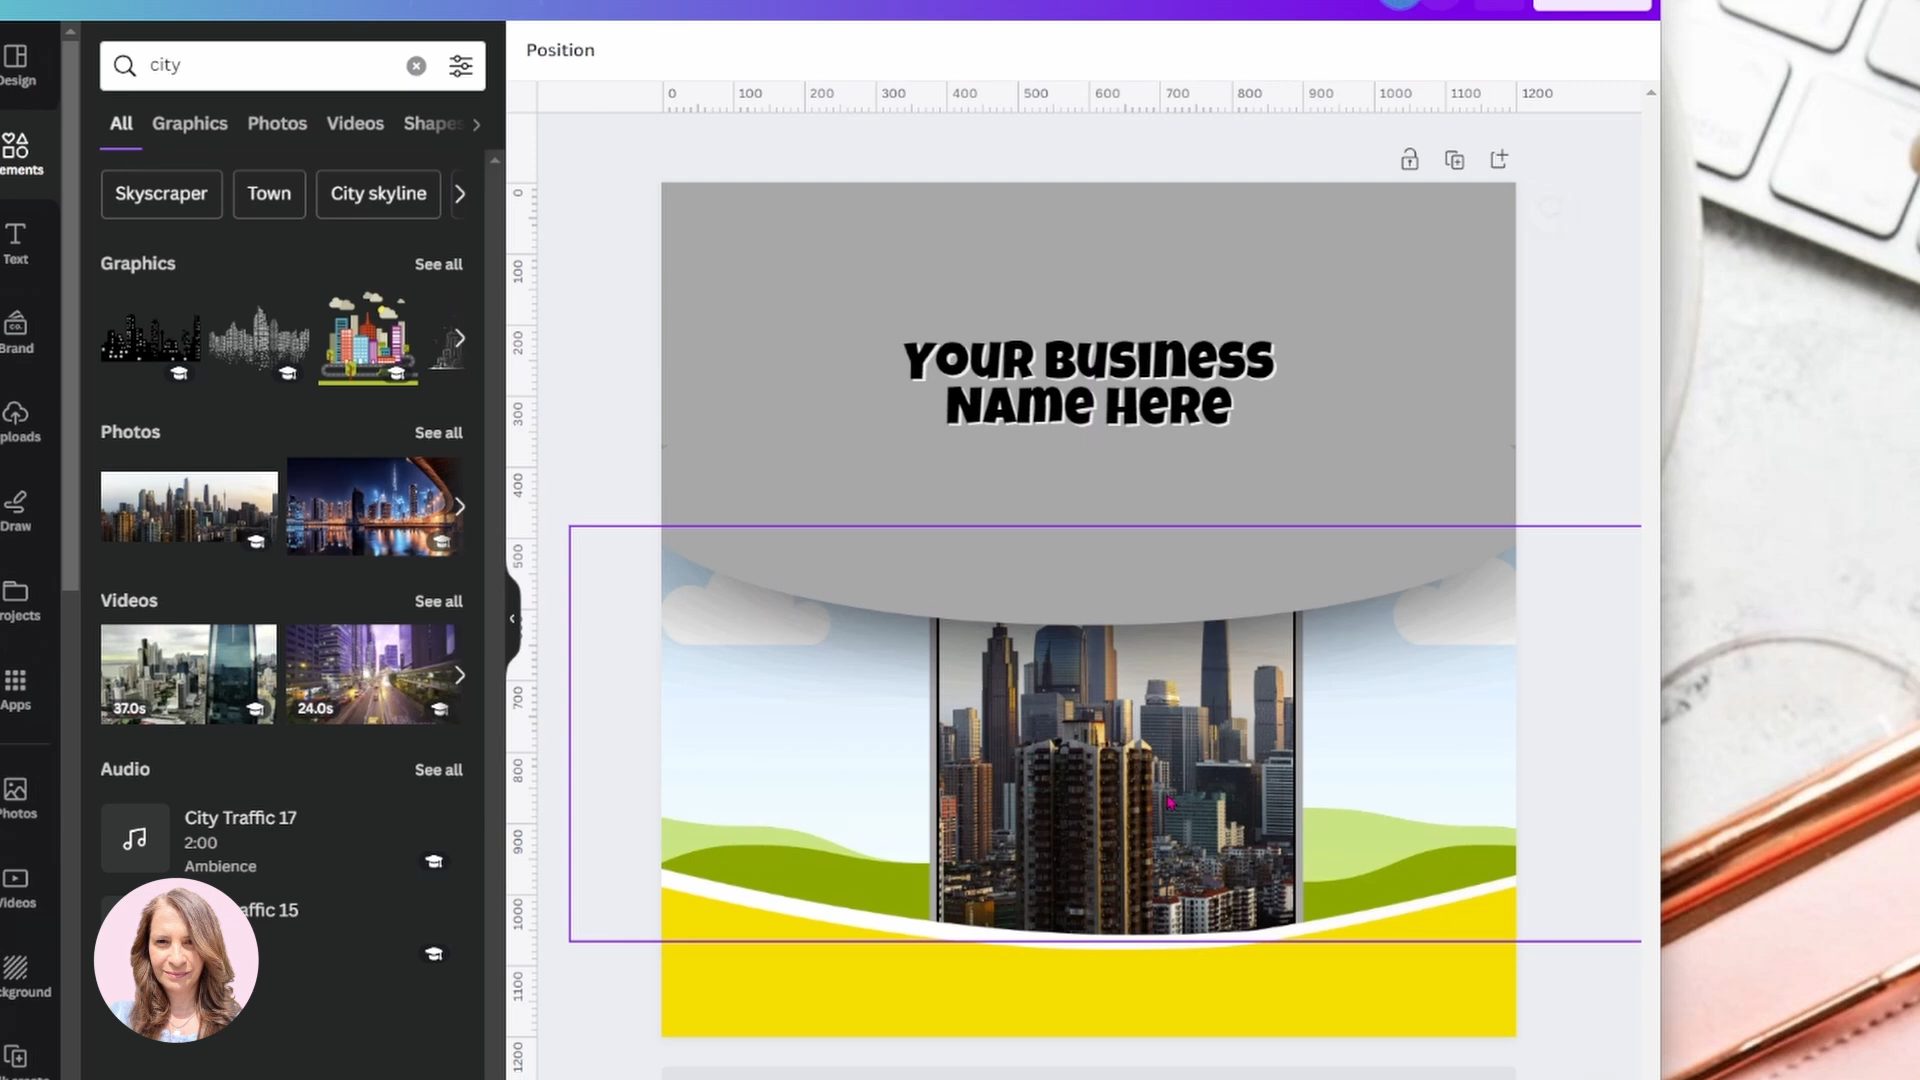 city
Position
All Graphics Photos Videos Shapes
Skyscraper Town City skyline
Graphics See all
Photos See all
Videos See all
37.0s 24.0s
Audio See all
City Traffic 17
2:00
Ambience
affic 15
Design
ements
Text
CO.
Brand
ploads
Draw
rojects
Apps
Photos
Videos
ckground
0 100 200 300 400 500 600 700 800 900 1000 1100 1200
0
100
200
300
400
500
700
800
900
1000
1100
1200
YOUR BUSINESS
NAME HERE